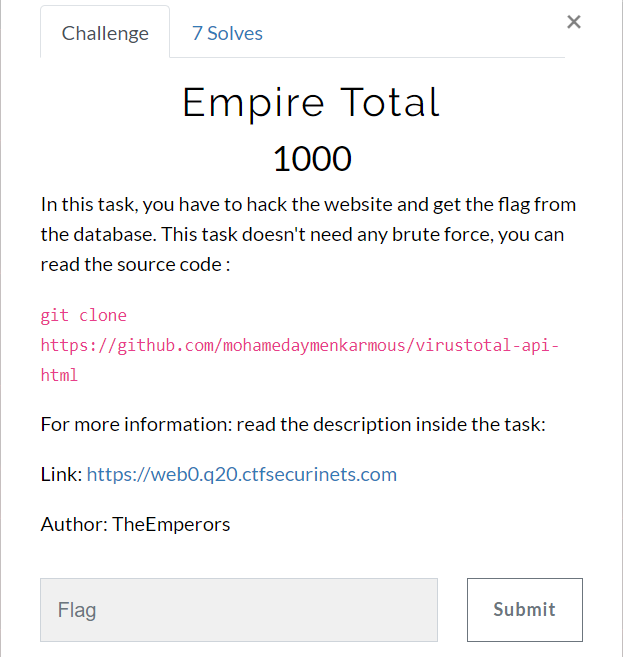 Challenge
7 Solves
×
Empire Total
1000
In this task, you have to hack the website and get the flag from
the database. This task doesn't need any brute force, you can
read the source code :
git clone
https://github.com/mohamedaymenkarmous/virustotal-api-
html
For more information: read the description inside the task:
Link: https://web0.q20.ctfsecurinets.com
Author: TheEmperors
Flag
Submit